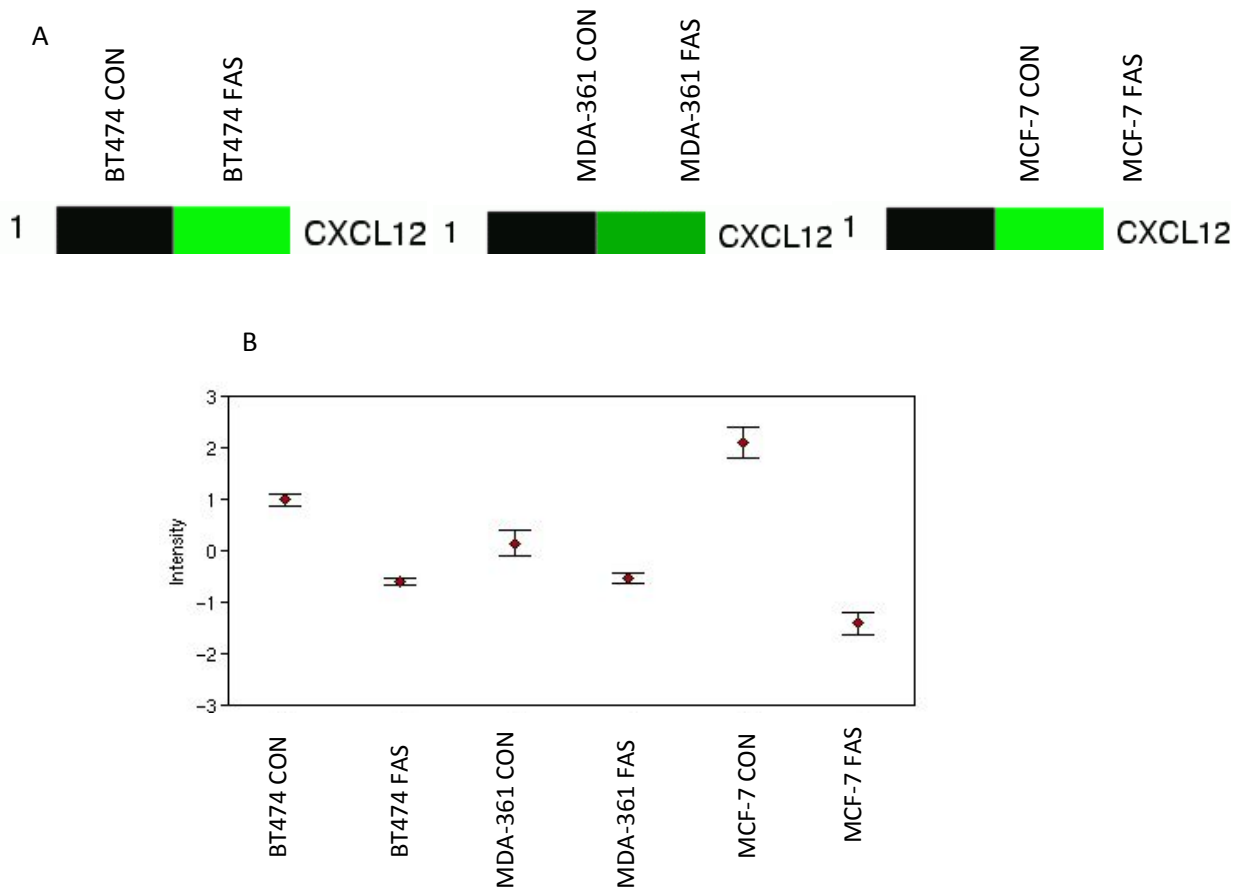 A
BT474 CON
BT474 FAS
MDA-361 CON
MDA-361 FAS
MCF-7 CON
MCF-7 FAS
1 CXCL12
1 CXCL12
1 CXCL12
B
Intensity
3
2
1
0
−1
−2
−3
BT474 CON
BT474 FAS
MDA-361 CON
MDA-361 FAS
MCF-7 CON
MCF-7 FAS